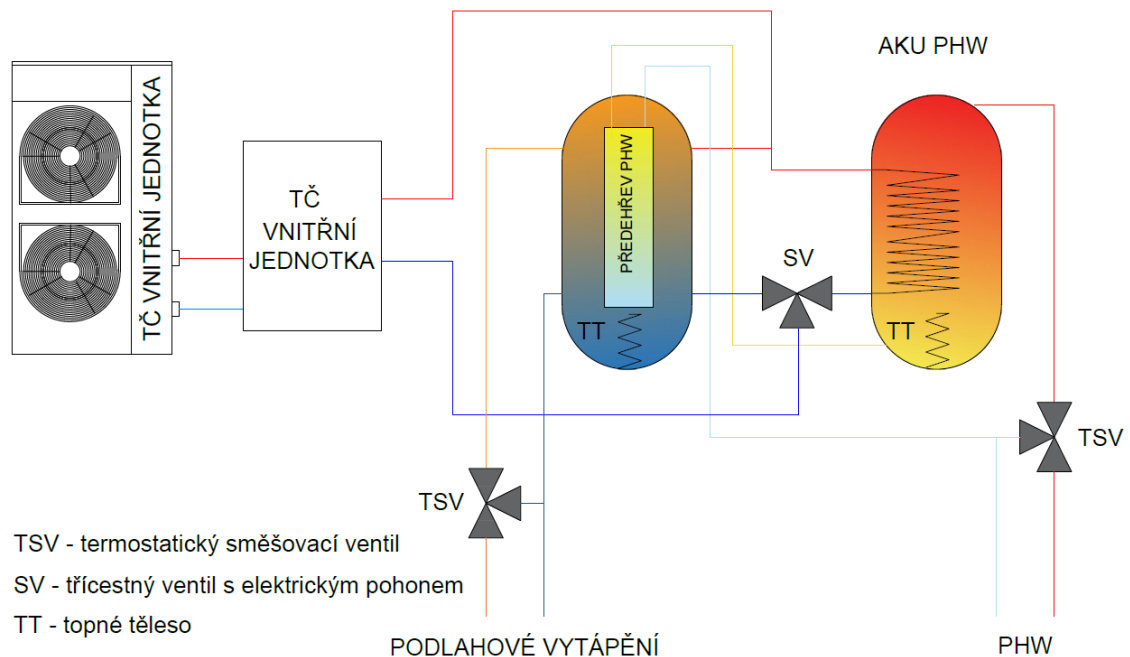 AKU PHW
TČ VNITŘNÍ JEDNOTKA
TČ
VNITŘNÍ
JEDNOTKA
PŘEDEHŘEV PHW
SV
TT
TT
TSV
TSV
TSV - termostatický směšovací ventil
SV - třícestný ventil s elektrickým pohonem
TT - topné těleso
PODLAHOVÉ VYTÁPĚNÍ
PHW